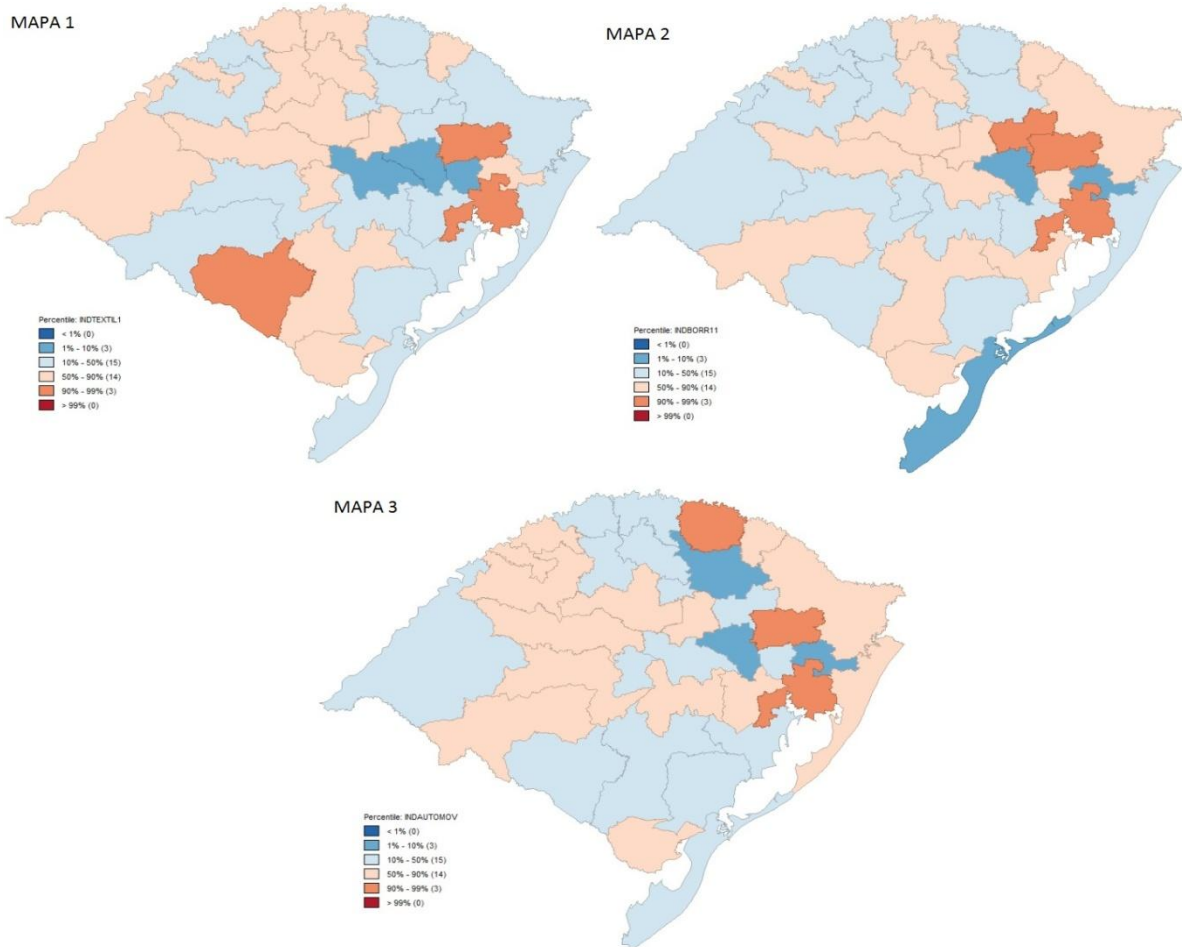 MAPA 1
Percentile: INDTEXTIL1
< 1% (0)
1% - 10% (3)
10% - 50% (15)
50% - 90% (14)
90% - 99% (3)
> 99% (0)
MAPA 2
Percentile: INDBORR11
< 1% (0)
1% - 10% (3)
10% - 50% (15)
50% - 90% (14)
90% - 99% (3)
> 99% (0)
MAPA 3
Percentile: INDAUTOMOV
< 1% (0)
1% - 10% (3)
10% - 50% (15)
50% - 90% (14)
90% - 99% (3)
> 99% (0)